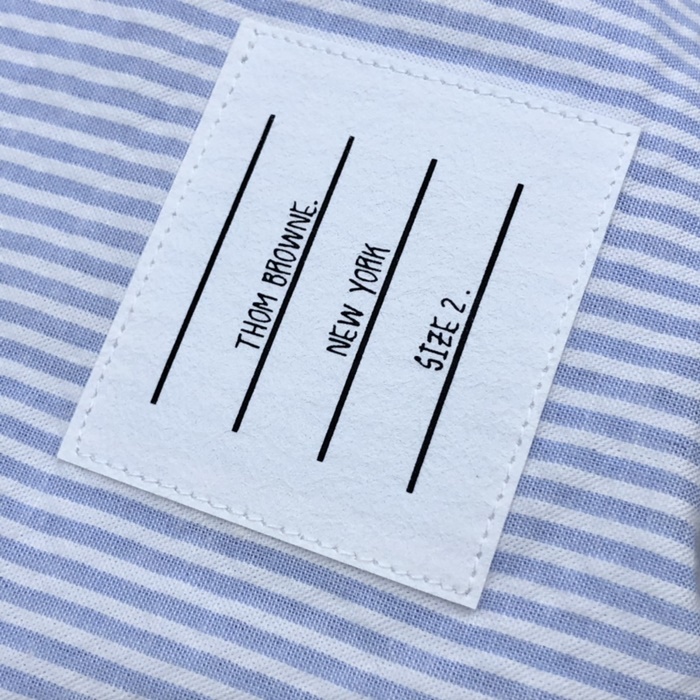 THOM BROWNE.
NEW YORK
SIZE 2.